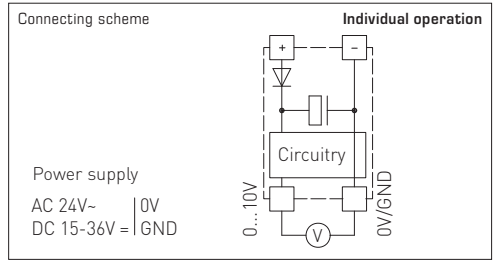 Connecting scheme
Individual operation
+ −
Circuitry
Power supply
AC 24V~ | 0V
DC 15-36V = | GND
0...10V
0V/GND
V